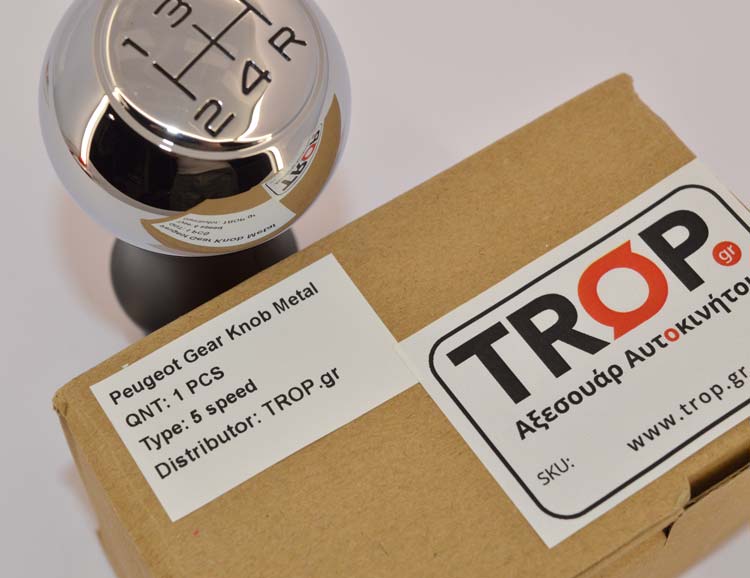 1 3
2 4 R
Peugeot Gear Knob Metal
QNT: 1 PCS
Type: 5 speed
Distributor: TROP.gr
TROP.gr
Αξεσουάρ Αυτοκινήτου
www.trop.gr
SKU: